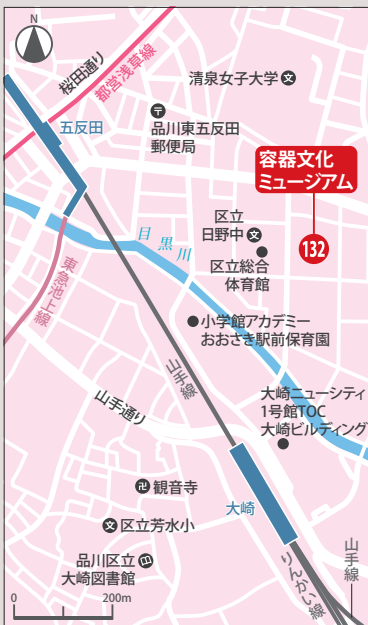 N
桜田通り
都営浅草線
清泉女子大学
五反田
品川東五反田
郵便局
容器文化
ミュージアム
132
区立
日野中
区立総合
体育館
目黒川
東急池上線
小学館アカデミー
おおさき駅前保育園
山手線
山手通り
大崎ニューシティ
1号館TOC
大崎ビルディング
観音寺
大崎
区立芳水小
品川区立
大崎図書館
りんかい線
山手線
0 200m
文
〒
文
卍
文